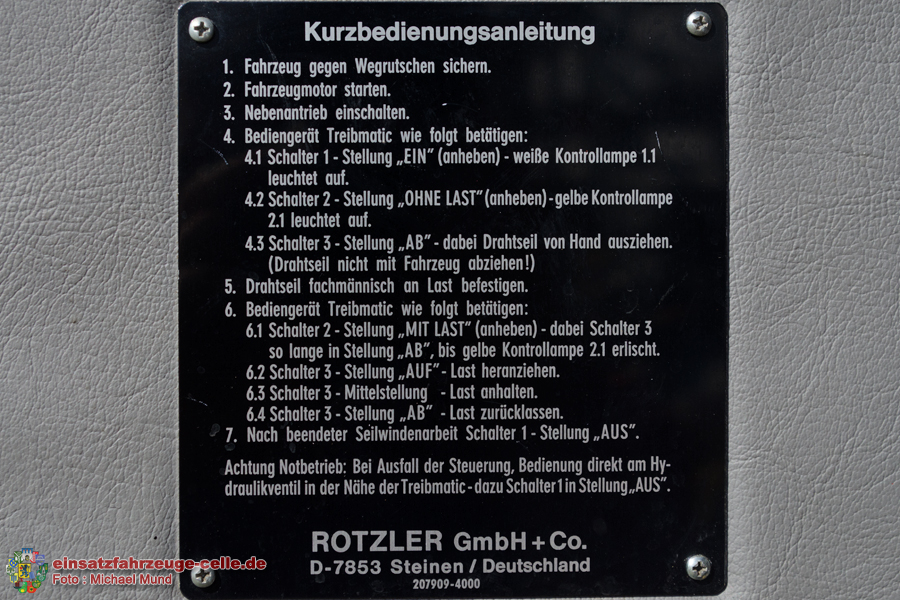 Kurzbedienungsanleitung
1. Fahrzeug gegen Wegrutschen sichern.
2. Fahrzeugmotor starten.
3. Nebenantrieb einschalten.
4. Bediengerät Treibmatic wie folgt betätigen:
4.1 Schalter 1 - Stellung „EIN" (anheben) - weiße Kontrollampe 1.1
leuchtet auf.
4.2 Schalter 2 - Stellung „OHNE LAST" (anheben) - gelbe Kontrollampe
2.1 leuchtet auf.
4.3 Schalter 3 - Stellung „AB" - dabei Drahtseil von Hand ausziehen.
(Drahtseil nicht mit Fahrzeug abziehen!)
5. Drahtseil fachmännisch an Last befestigen.
6. Bediengerät Treibmatic wie folgt betätigen:
6.1 Schalter 2 - Stellung „MIT LAST" (anheben) - dabei Schalter 3
so lange in Stellung „AB", bis gelbe Kontrollampe 2.1 erlischt.
6.2 Schalter 3 - Stellung „AUF" - Last heranziehen.
6.3 Schalter 3 - Mittelstellung - Last anhalten.
6.4 Schalter 3 - Stellung „AB" - Last zurücklassen.
7. Nach beendeter Seilwindenarbeit Schalter 1 - Stellung „AUS".
Achtung Notbetrieb: Bei Ausfall der Steuerung, Bedienung direkt am Hy-
draulikventil in der Nähe der Treibmatic - dazu Schalter 1 in Stellung „AUS".
ROTZLER GmbH + Co.
D-7853 Steinen / Deutschland
207909-4000
einsatzfahrzeuge-celle.de
Foto : Michael Mund